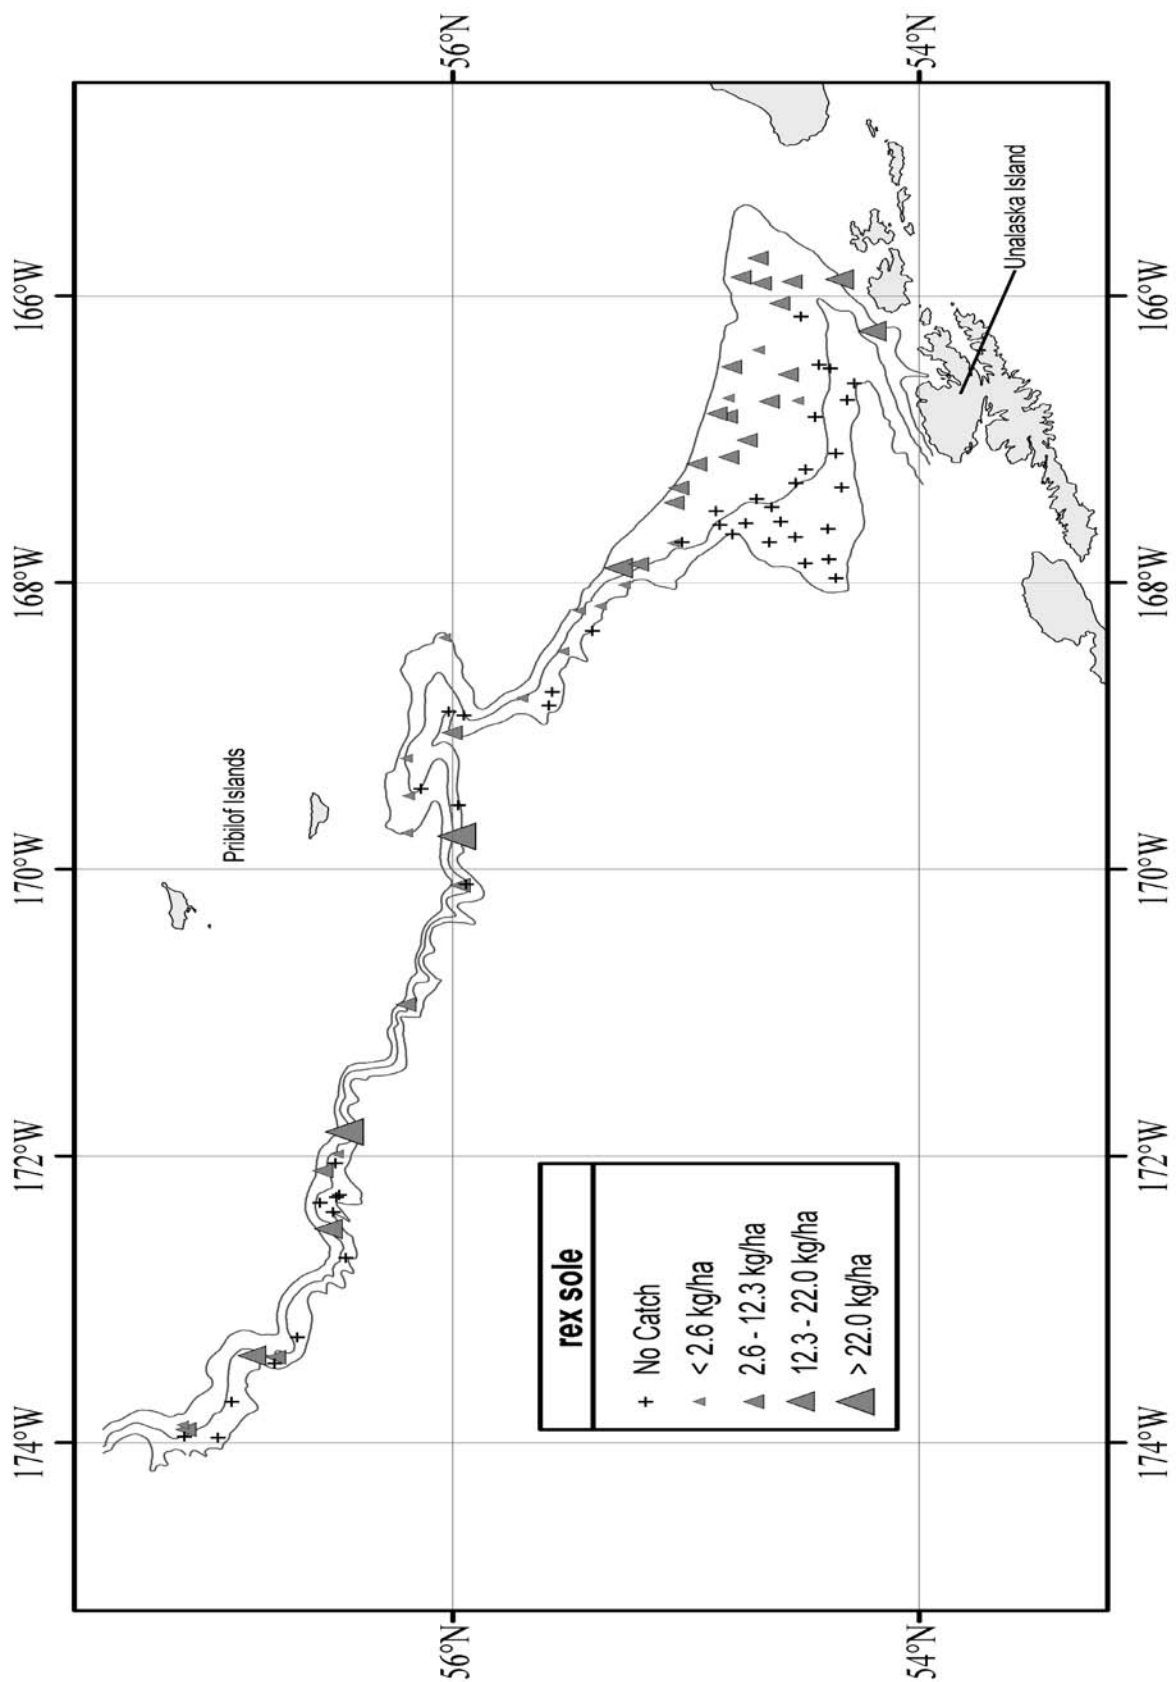 174°W
172°W
170°W
168°W
166°W
56°N
56°N
Pribilof Islands
54°N
54°N
Unalaska Island
rex sole
No Catch
< 2.6 kg/ha
2.6 - 12.3 kg/ha
12.3 - 22.0 kg/ha
> 22.0 kg/ha
174°W
172°W
170°W
168°W
166°W